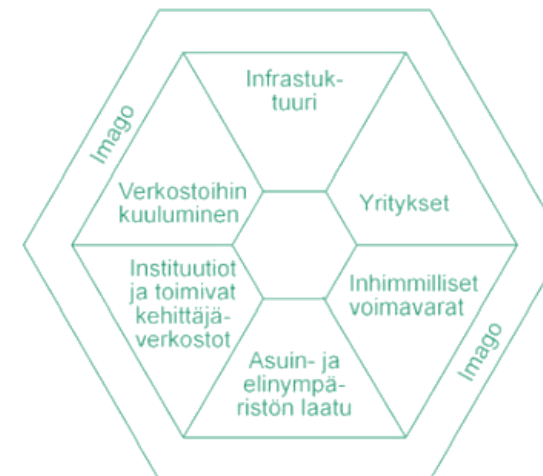 Infrastuk-
tuuri
Imago
Verkostoihin
kuuluminen
Yritykset
Instituutiot
ja toimivat
kehittäjä-
verkostot
Inhimmilliset
voimavarat
Asuin- ja
elinympä-
ristön laatu
Imago